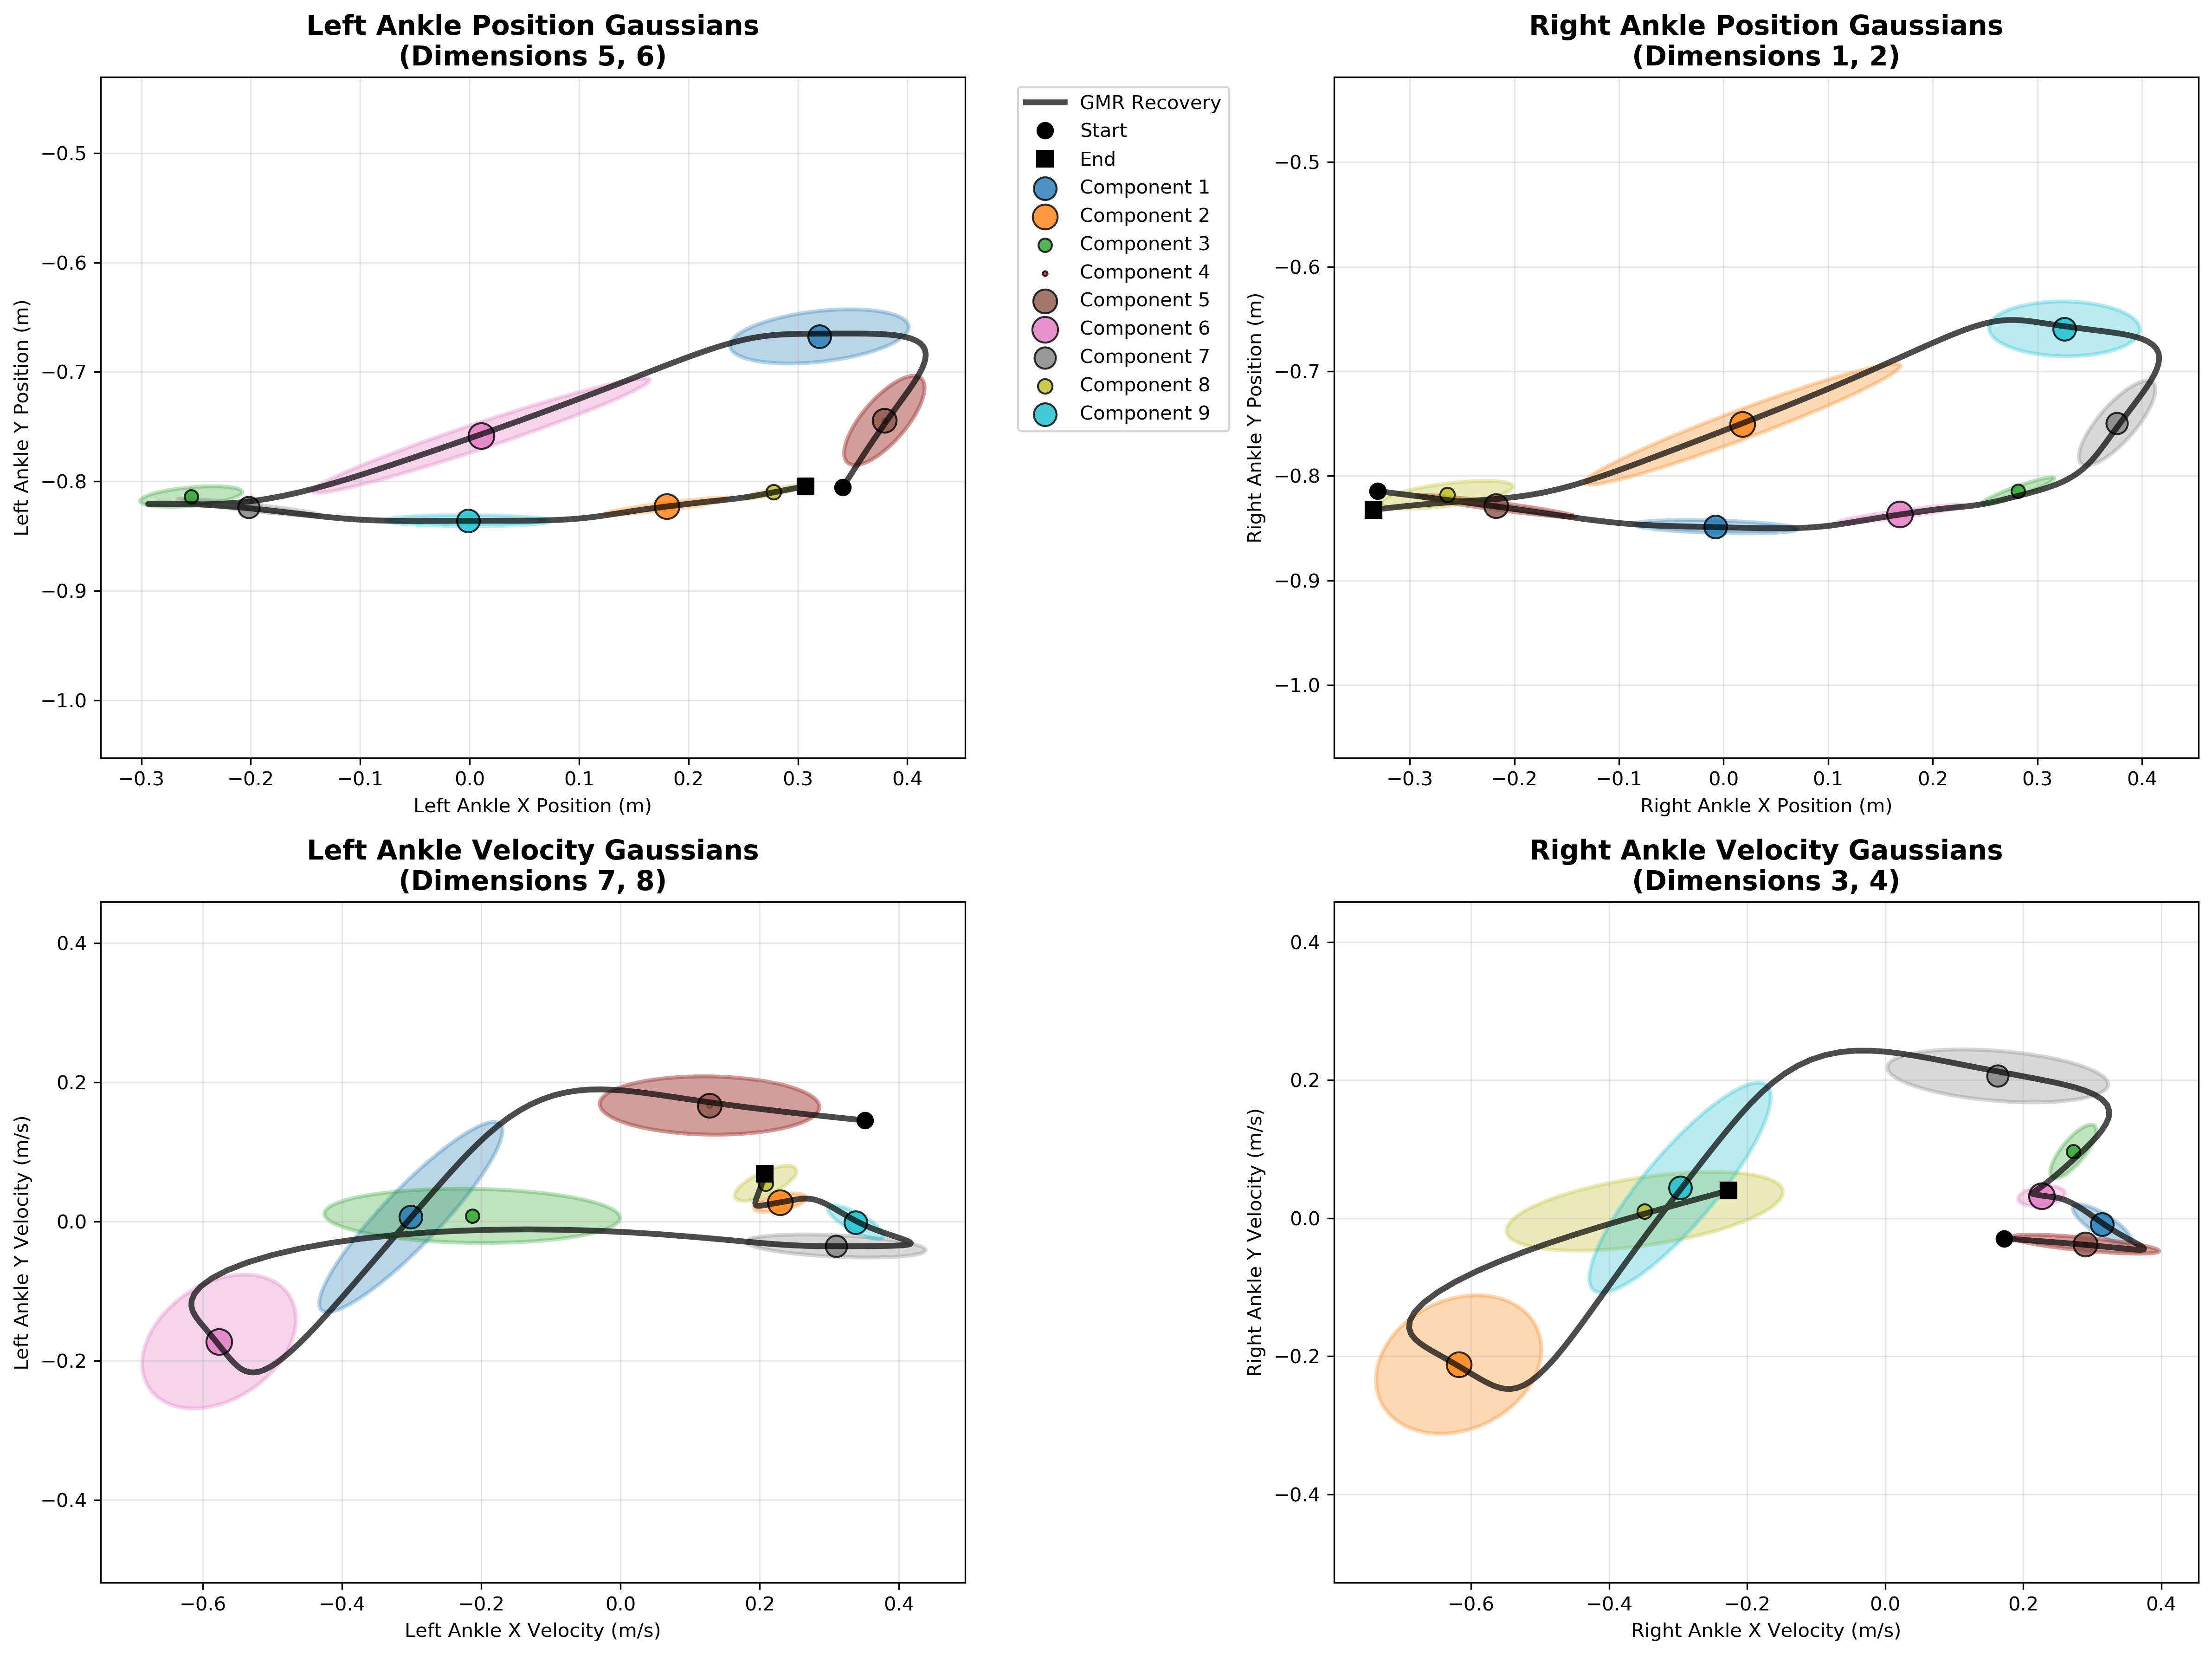 Left Ankle Position Gaussians
(Dimensions 5, 6)
Left Ankle Y Position (m)
−0.5
−0.6
−0.7
−0.8
−0.9
−1.0
−0.3 −0.2 −0.1 0.0 0.1 0.2 0.3 0.4
Left Ankle X Position (m)
GMR Recovery
Start
End
Component 1
Component 2
Component 3
Component 4
Component 5
Component 6
Component 7
Component 8
Component 9
Right Ankle Position Gaussians
(Dimensions 1, 2)
Right Ankle Y Position (m)
−0.5
−0.6
−0.7
−0.8
−0.9
−1.0
−0.3 −0.2 −0.1 0.0 0.1 0.2 0.3 0.4
Right Ankle X Position (m)
Left Ankle Velocity Gaussians
(Dimensions 7, 8)
Left Ankle Y Velocity (m/s)
0.4
0.2
0.0
−0.2
−0.4
−0.6 −0.4 −0.2 0.0 0.2 0.4
Left Ankle X Velocity (m/s)
Right Ankle Velocity Gaussians
(Dimensions 3, 4)
Right Ankle Y Velocity (m/s)
0.4
0.2
0.0
−0.2
−0.4
−0.6 −0.4 −0.2 0.0 0.2 0.4
Right Ankle X Velocity (m/s)